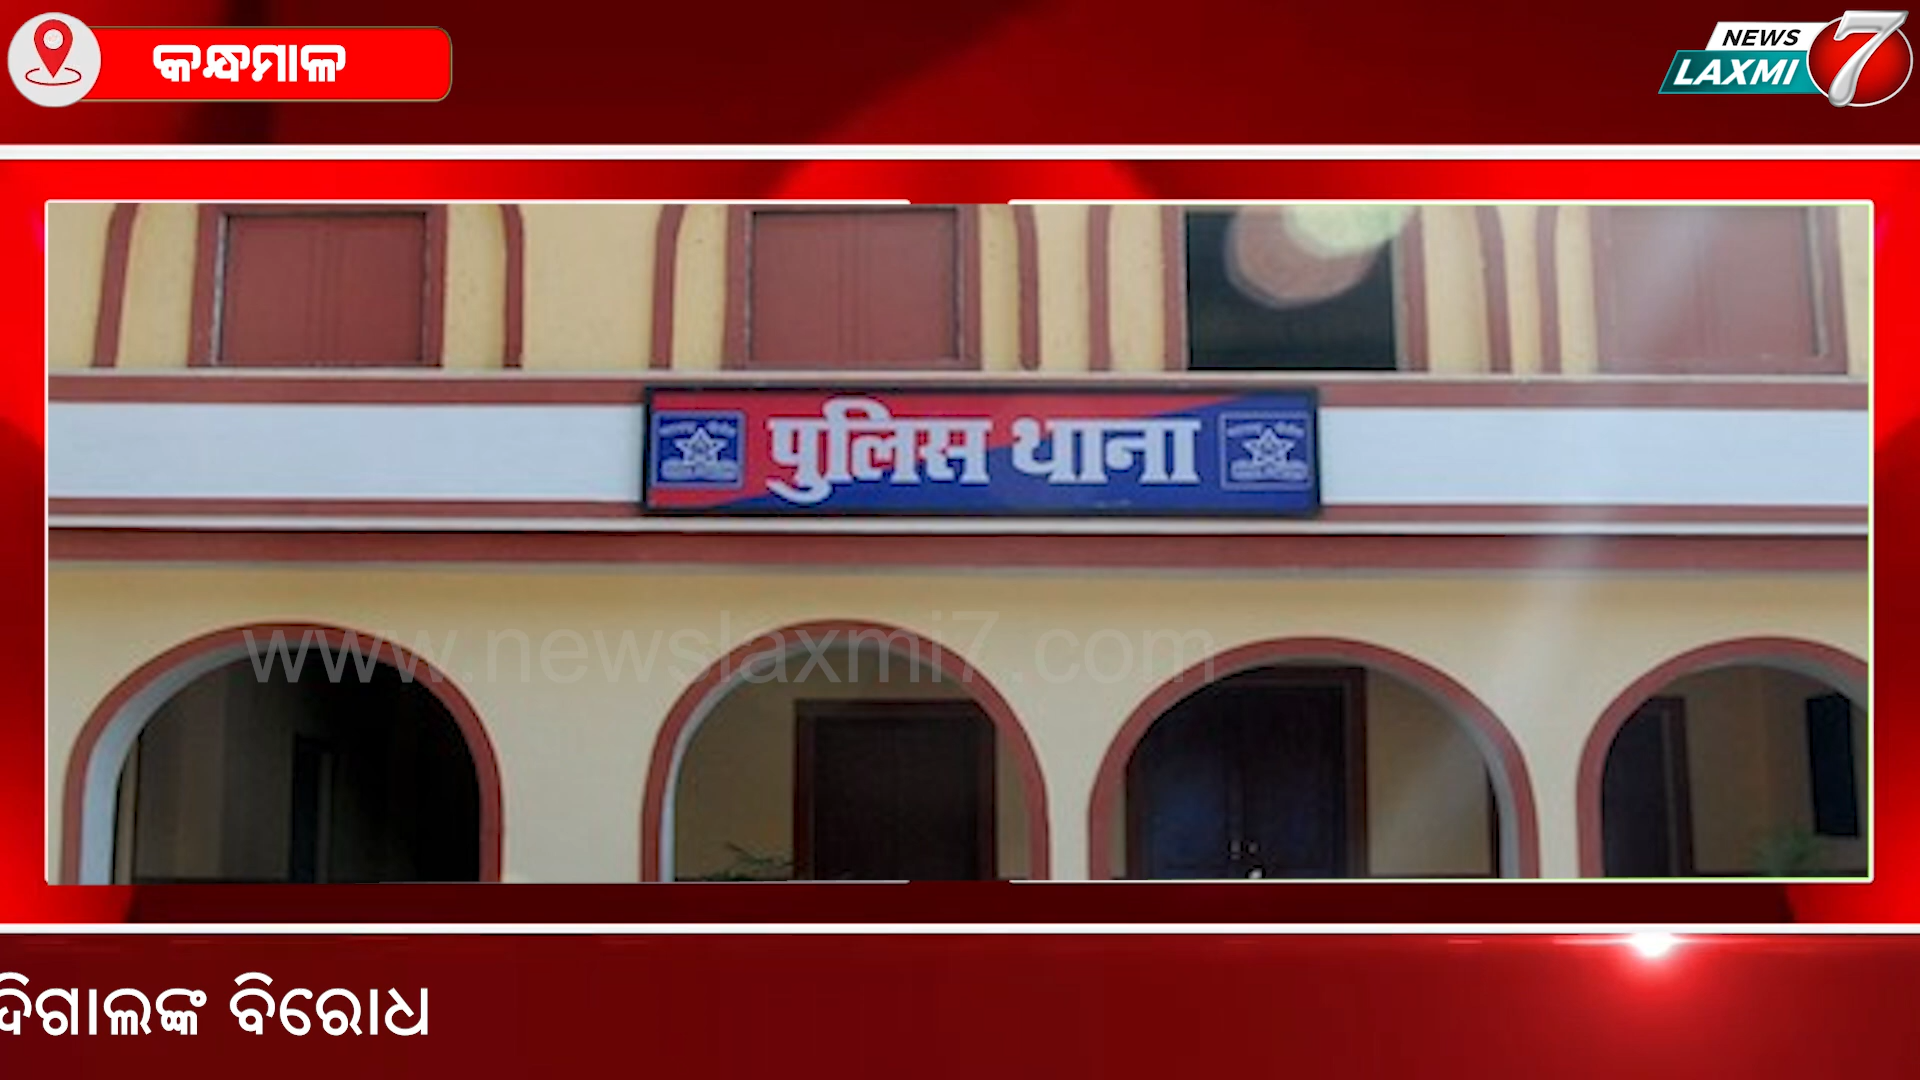 କନ୍ଧମାଳ
NEWS
LAXMI 7
पुलिस थाना
www.newslaxmi7.com
ଦିଗାଲଙ୍କ ବିରୋଧ